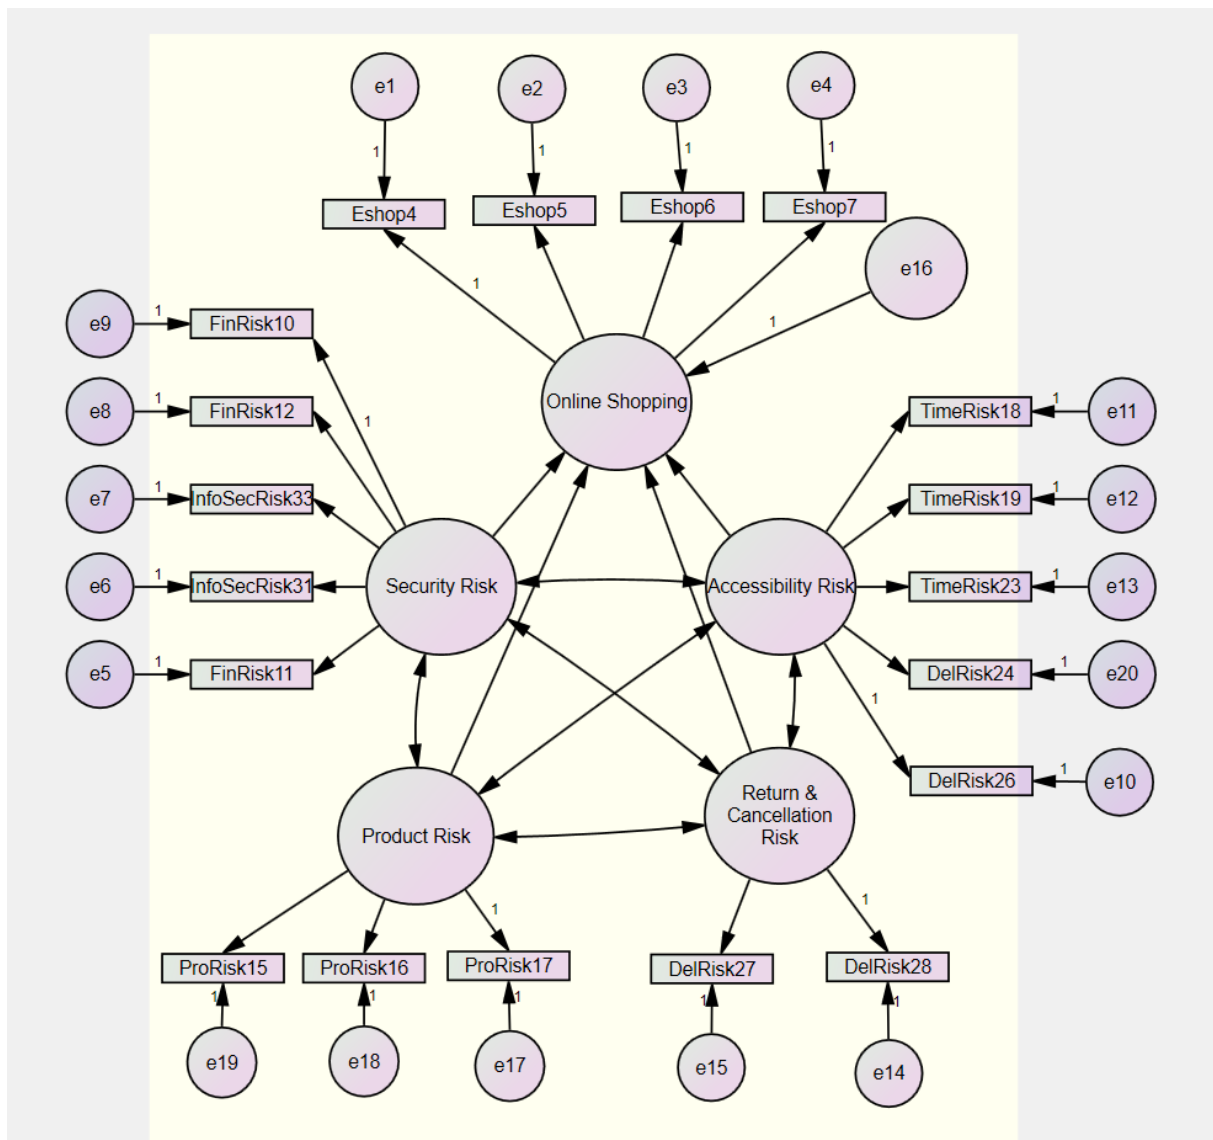 e1
e2
e3
e4
1
1
1
1
Eshop4
Eshop5
Eshop6
Eshop7
e16
1
1
e9
1
FinRisk10
Online Shopping
e8
1
FinRisk12
1
TimeRisk18
1
e11
e7
1
InfoSecRisk33
TimeRisk19
1
e12
e6
1
InfoSecRisk31
Security Risk
Accessibility Risk
TimeRisk23
1
e13
e5
1
FinRisk11
DelRisk24
1
e20
1
DelRisk26
1
e10
Product Risk
Return &
Cancellation
Risk
1
1
ProRisk15
ProRisk16
ProRisk17
DelRisk27
DelRisk28
1
1
1
1
1
e19
e18
e17
e15
e14